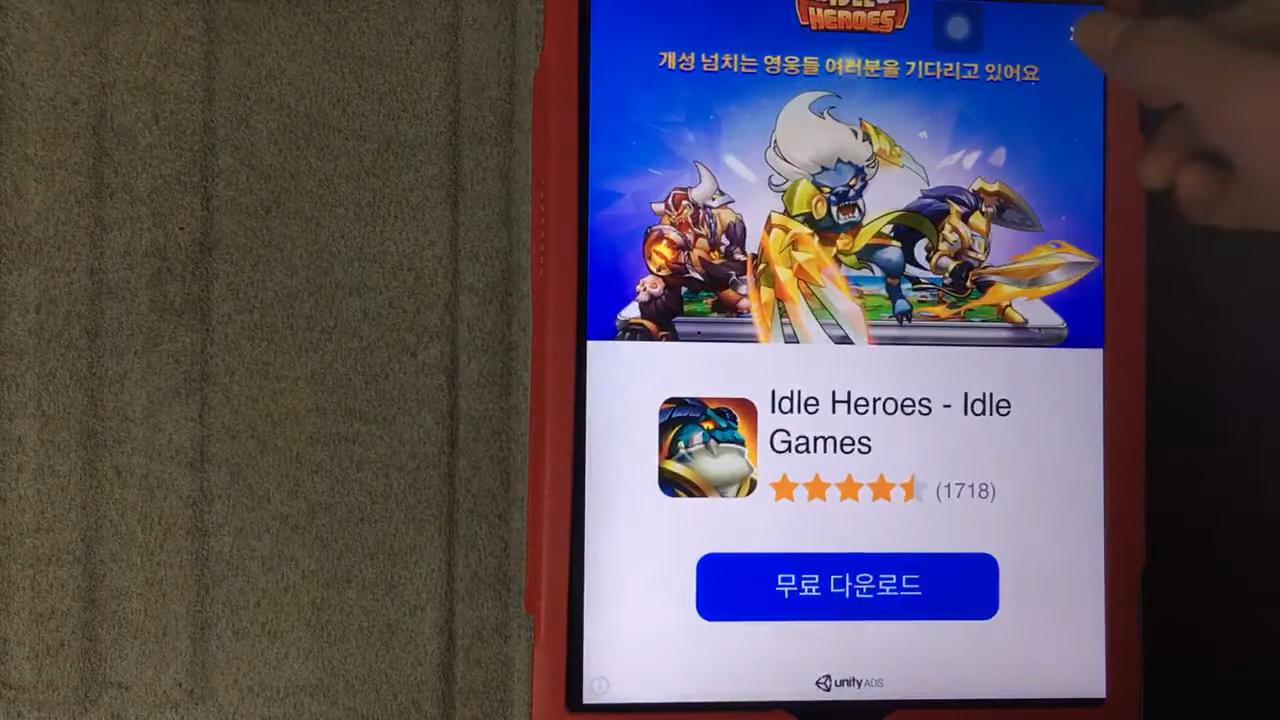 IDLE
HEROES
개성 넘치는 영웅들 여러분을 기다리고 있어요
Idle Heroes - Idle
Games
(1718)
무료 다운로드
unity ADS